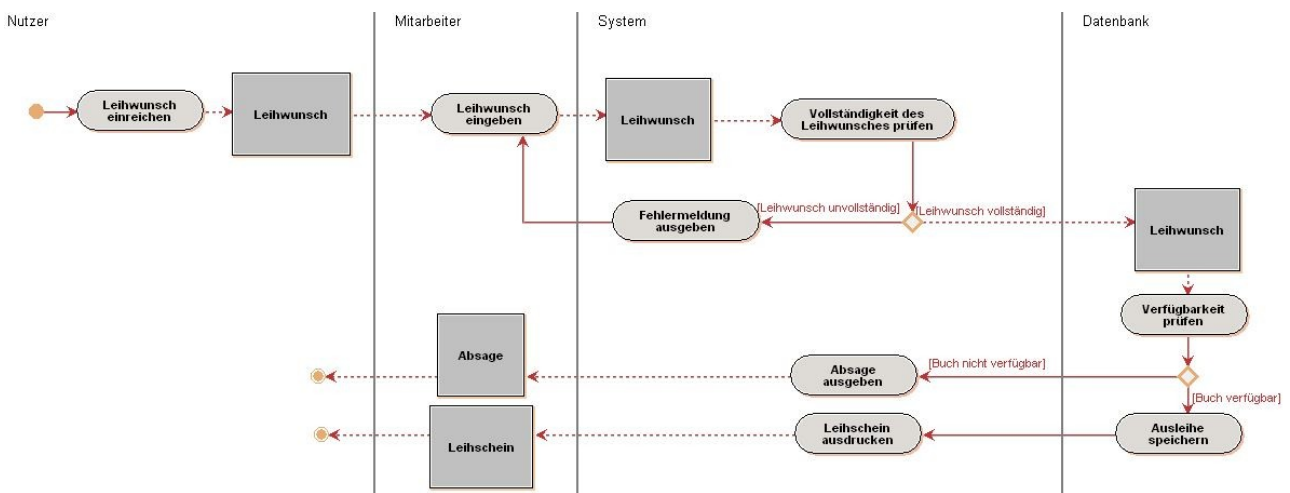 Nutzer
Mitarbeiter
System
Datenbank
Leihwunsch
einreichen
Leihwunsch
Leihwunsch
eingeben
Leihwunsch
Vollständigkeit des
Leihwunsches prüfen
Fehlermeldung
ausgeben
[Leihwunsch unvollständig]
[Leihwunsch vollständig]
Leihwunsch
Verfügbarkeit
prüfen
Absage
Absage
ausgeben
[Buch nicht verfügbar]
[Buch verfügbar]
Leihschein
Leihschein
ausdrucken
Ausleihe
speichern